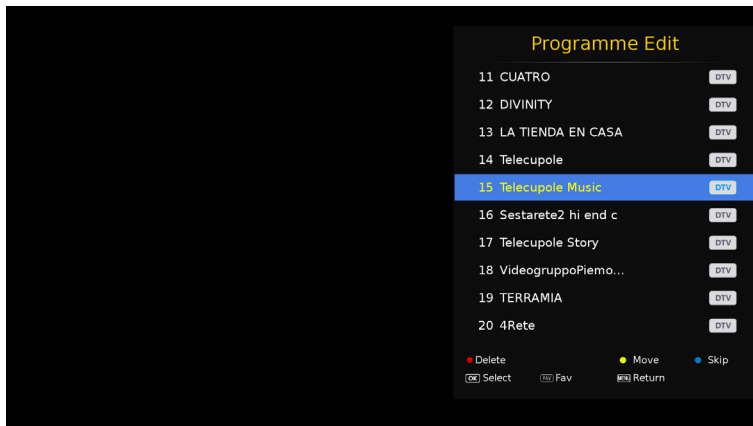 Programme Edit
11 CUATRO DTV
12 DIVINITY DTV
13 LA TIENDA EN CASA DTV
14 Telecupole DTV
15 Telecupole Music DTV
16 Sestarete2 hi end c DTV
17 Telecupole Story DTV
18 VideogruppoPiemo... DTV
19 TERRAMIA DTV
20 4Rete DTV
Delete Move Skip
OK Select FAV Fav MENU Return